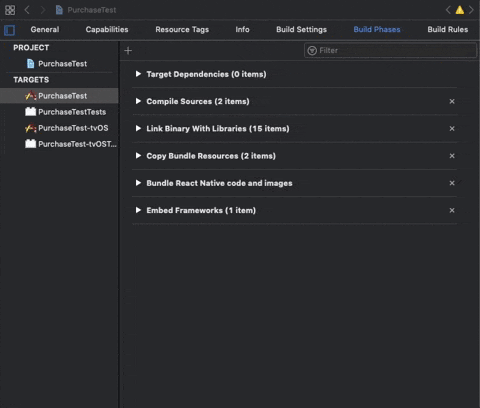 PurchaseTest
General Capabilities Resource Tags Info Build Settings Build Phases Build Rules
PROJECT
PurchaseTest
TARGETS
PurchaseTest
PurchaseTestTests
PurchaseTest-tvOS
PurchaseTest-tvOST...
+ Filter
Target Dependencies (0 items)
Compile Sources (2 items)
Link Binary With Libraries (15 items)
Copy Bundle Resources (2 items)
Bundle React Native code and images
Embed Frameworks (1 item)